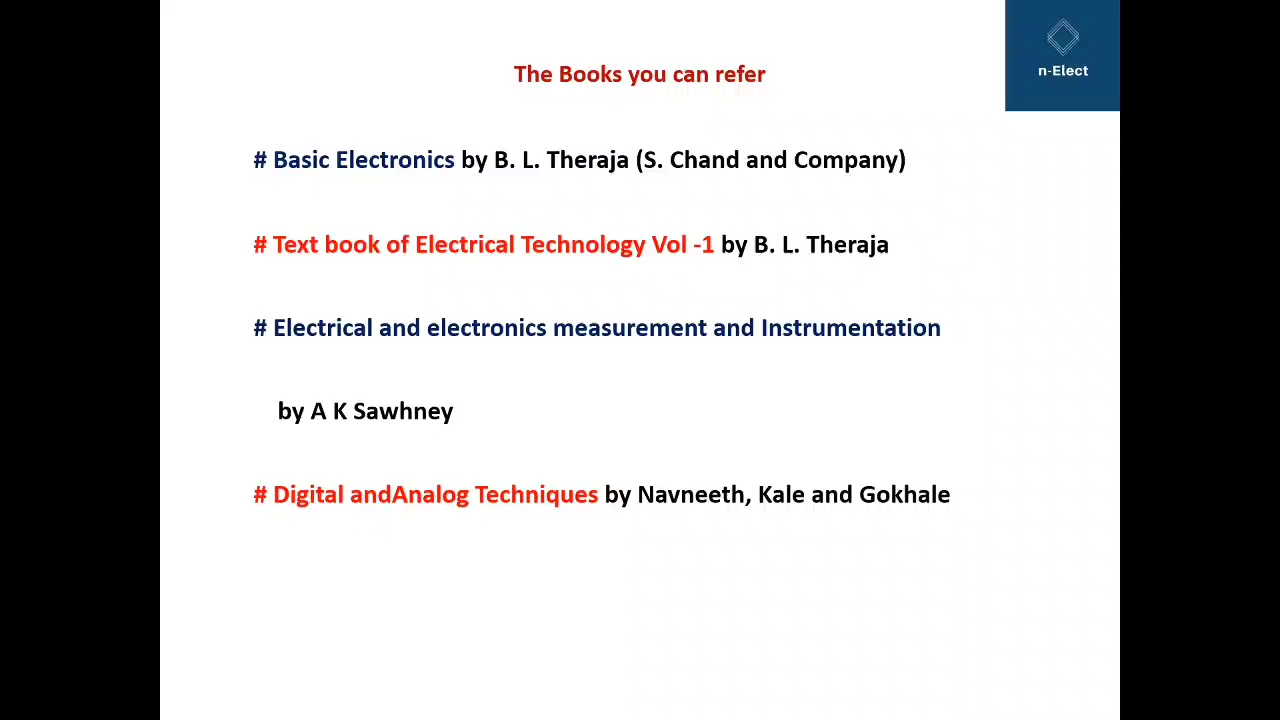 n-Elect
The Books you can refer
# Basic Electronics by B. L. Theraja (S. Chand and Company)
# Text book of Electrical Technology Vol -1 by B. L. Theraja
# Electrical and electronics measurement and Instrumentation
by A K Sawhney
# Digital andAnalog Techniques by Navneeth, Kale and Gokhale